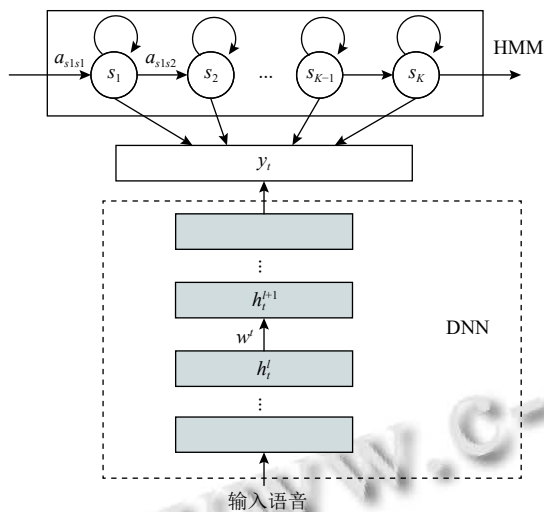 HMM
a_{s1s1} s_1 a_{s1s2} s_2 ... s_{K-1} s_K
y_t
⋮
h_t^{l+1}
w^t
DNN
h_t^l
⋮
输入语音
www.c-